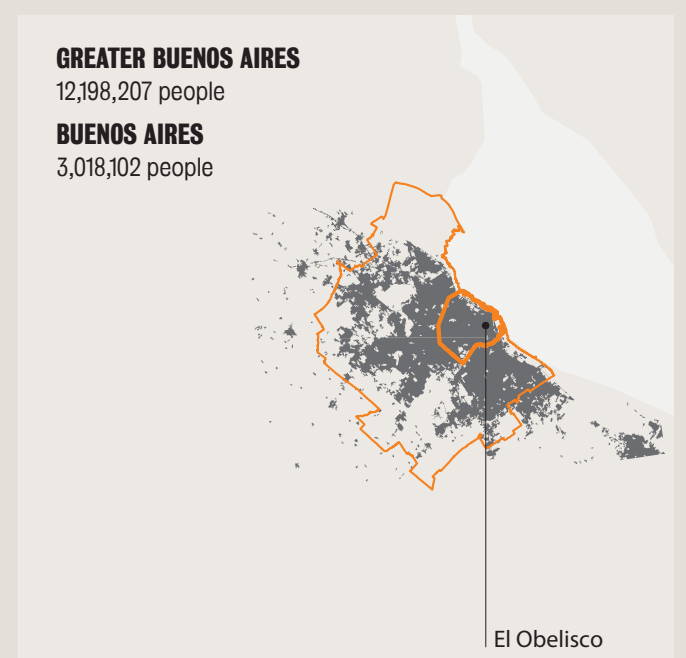 GREATER BUENOS AIRES
12,198,207 people
BUENOS AIRES
3,018,102 people
El Obelisco